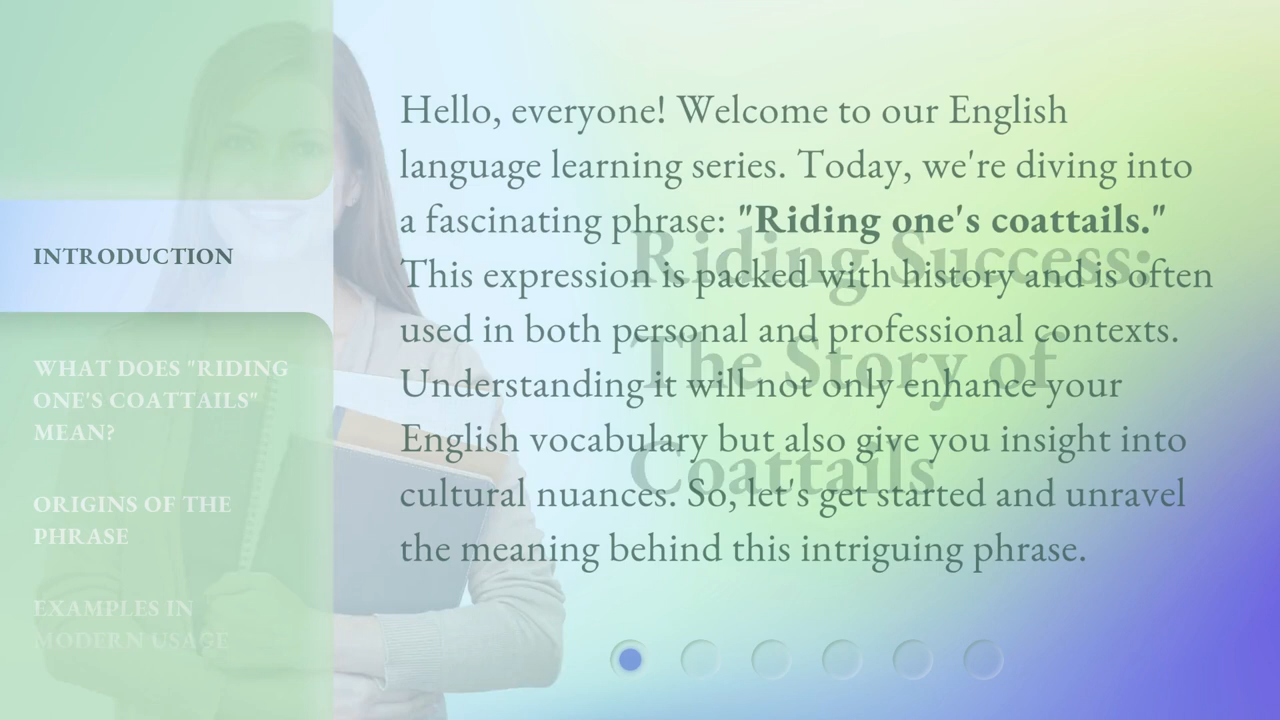 INTRODUCTION
WHAT DOES "RIDING
ONE'S COATTAILS"
MEAN?
ORIGINS OF THE
PHRASE
EXAMPLES IN
MODERN USAGE
Hello, everyone! Welcome to our English
language learning series. Today, we're diving into
a fascinating phrase: "Riding one's coattails."
This expression is packed with history and is often
used in both personal and professional contexts.
Understanding it will not only enhance your
English vocabulary but also give you insight into
cultural nuances. So, let's get started and unravel
the meaning behind this intriguing phrase.
Riding Success:
The Story of
Coattails